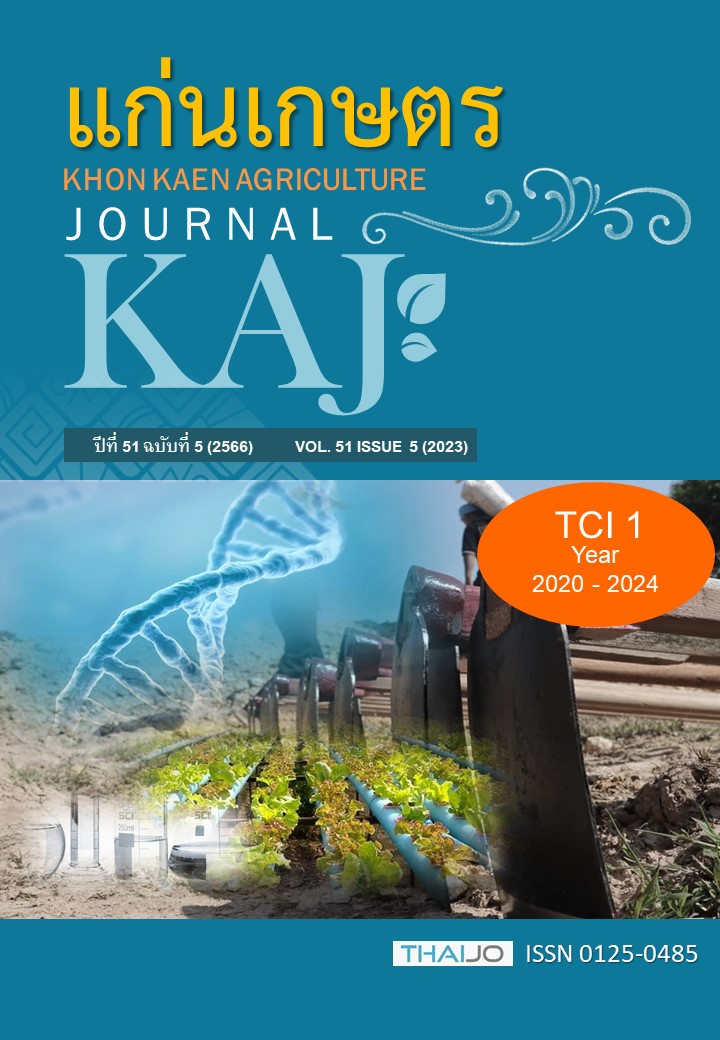 แก่นเกษตร
KHON KAEN AGRICULTURE
JOURNAL
KAJ
ปีที่ 51 ฉบับที่ 5 (2566) VOL. 51 ISSUE 5 (2023)
TCI 1
Year
2020 - 2024
250ml
THAIJO ISSN 0125-0485